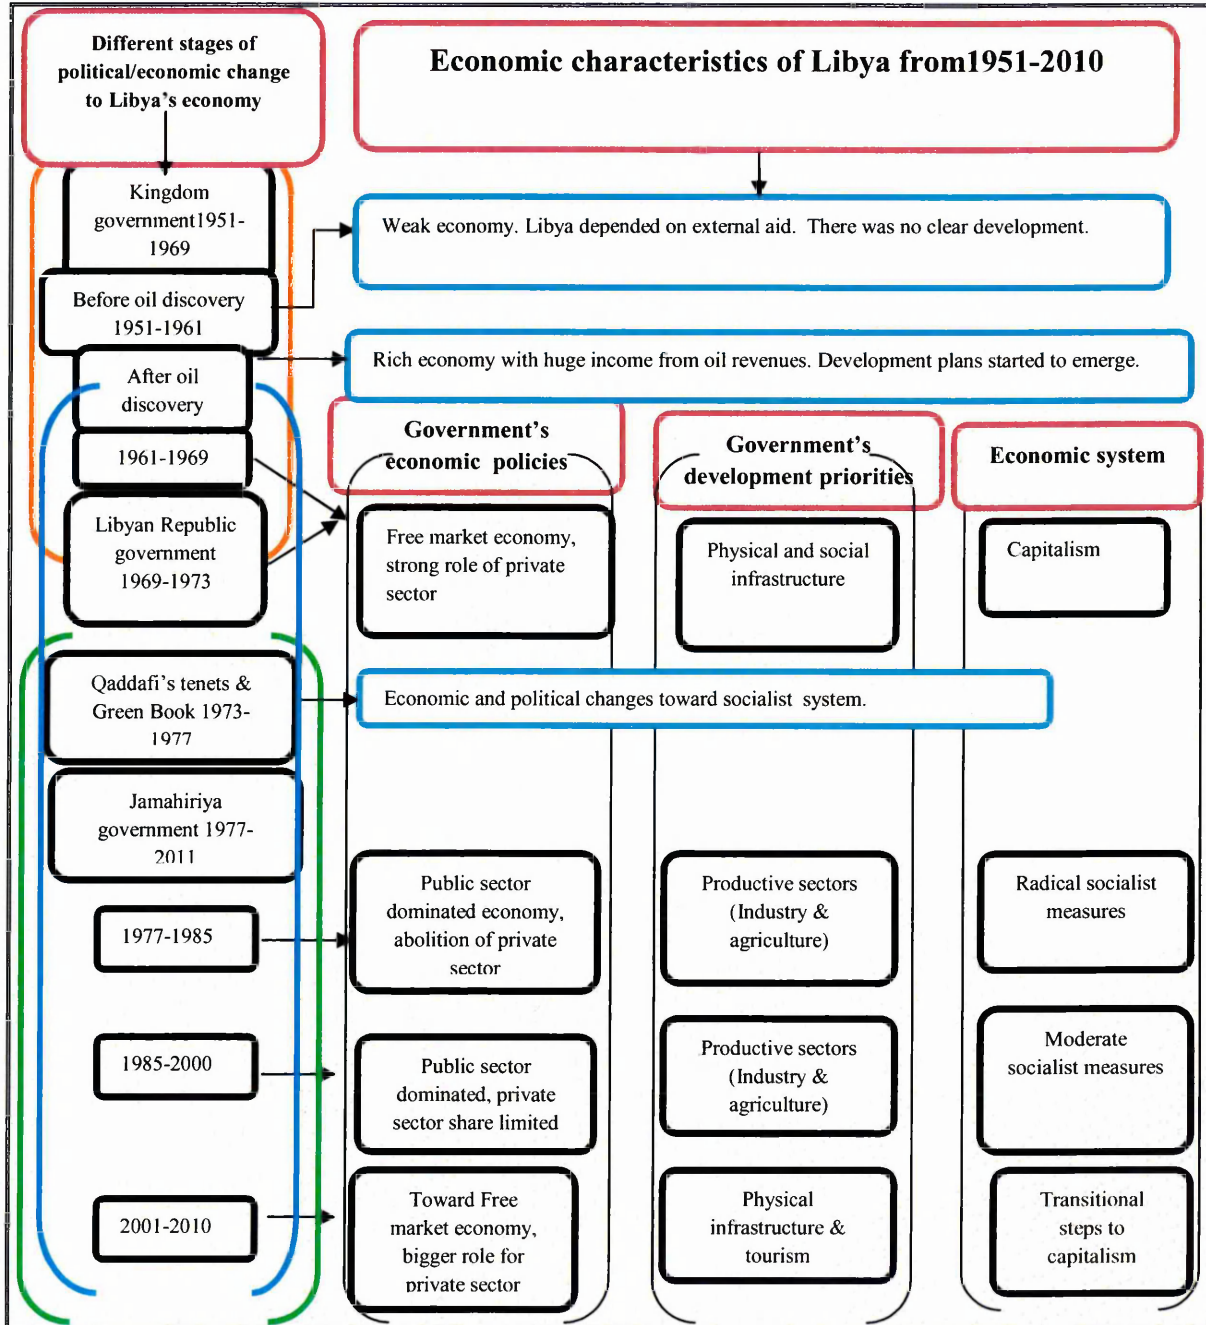 Different stages of
political/economic change
to Libya's economy
Economic characteristics of Libya from1951-2010
Kingdom
government1951-
1969
Weak economy. Libya depended on external aid. There was no clear development.
Before oil discovery
1951-1961
Rich economy with huge income from oil revenues. Development plans started to emerge.
After oil
discovery
1961-1969
Government's
economic policies
Government's
development priorities
Economic system
Libyan Republic
government
1969-1973
Free market economy,
strong role of private
sector
Physical and social
infrastructure
Capitalism
Qaddafi's tenets &
Green Book 1973-
1977
Economic and political changes toward socialist system.
Jamahiriya
government 1977-
2011
1977-1985
Public sector
dominated economy,
abolition of private
sector
Productive sectors
(Industry &
agriculture)
Radical socialist
measures
1985-2000
Public sector
dominated, private
sector share limited
Productive sectors
(Industry &
agriculture)
Moderate
socialist measures
2001-2010
Toward Free
market economy,
bigger role for
private sector
Physical
infrastructure &
tourism
Transitional
steps to
capitalism